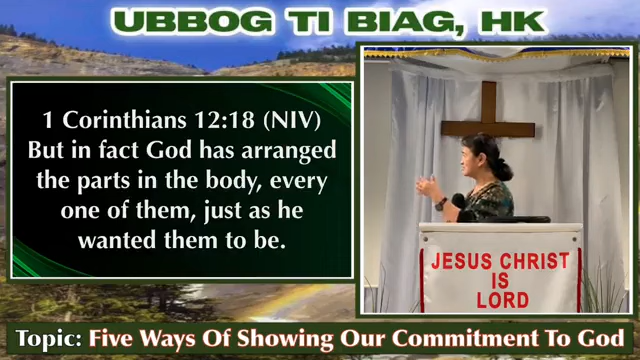 UBBOG TI BIAG, HK
1 Corinthians 12:18 (NIV)
But in fact God has arranged
the parts in the body, every
one of them, just as he
wanted them to be.
JESUS CHRIST
IS
LORD
Topic: Five Ways Of Showing Our Commitment To God